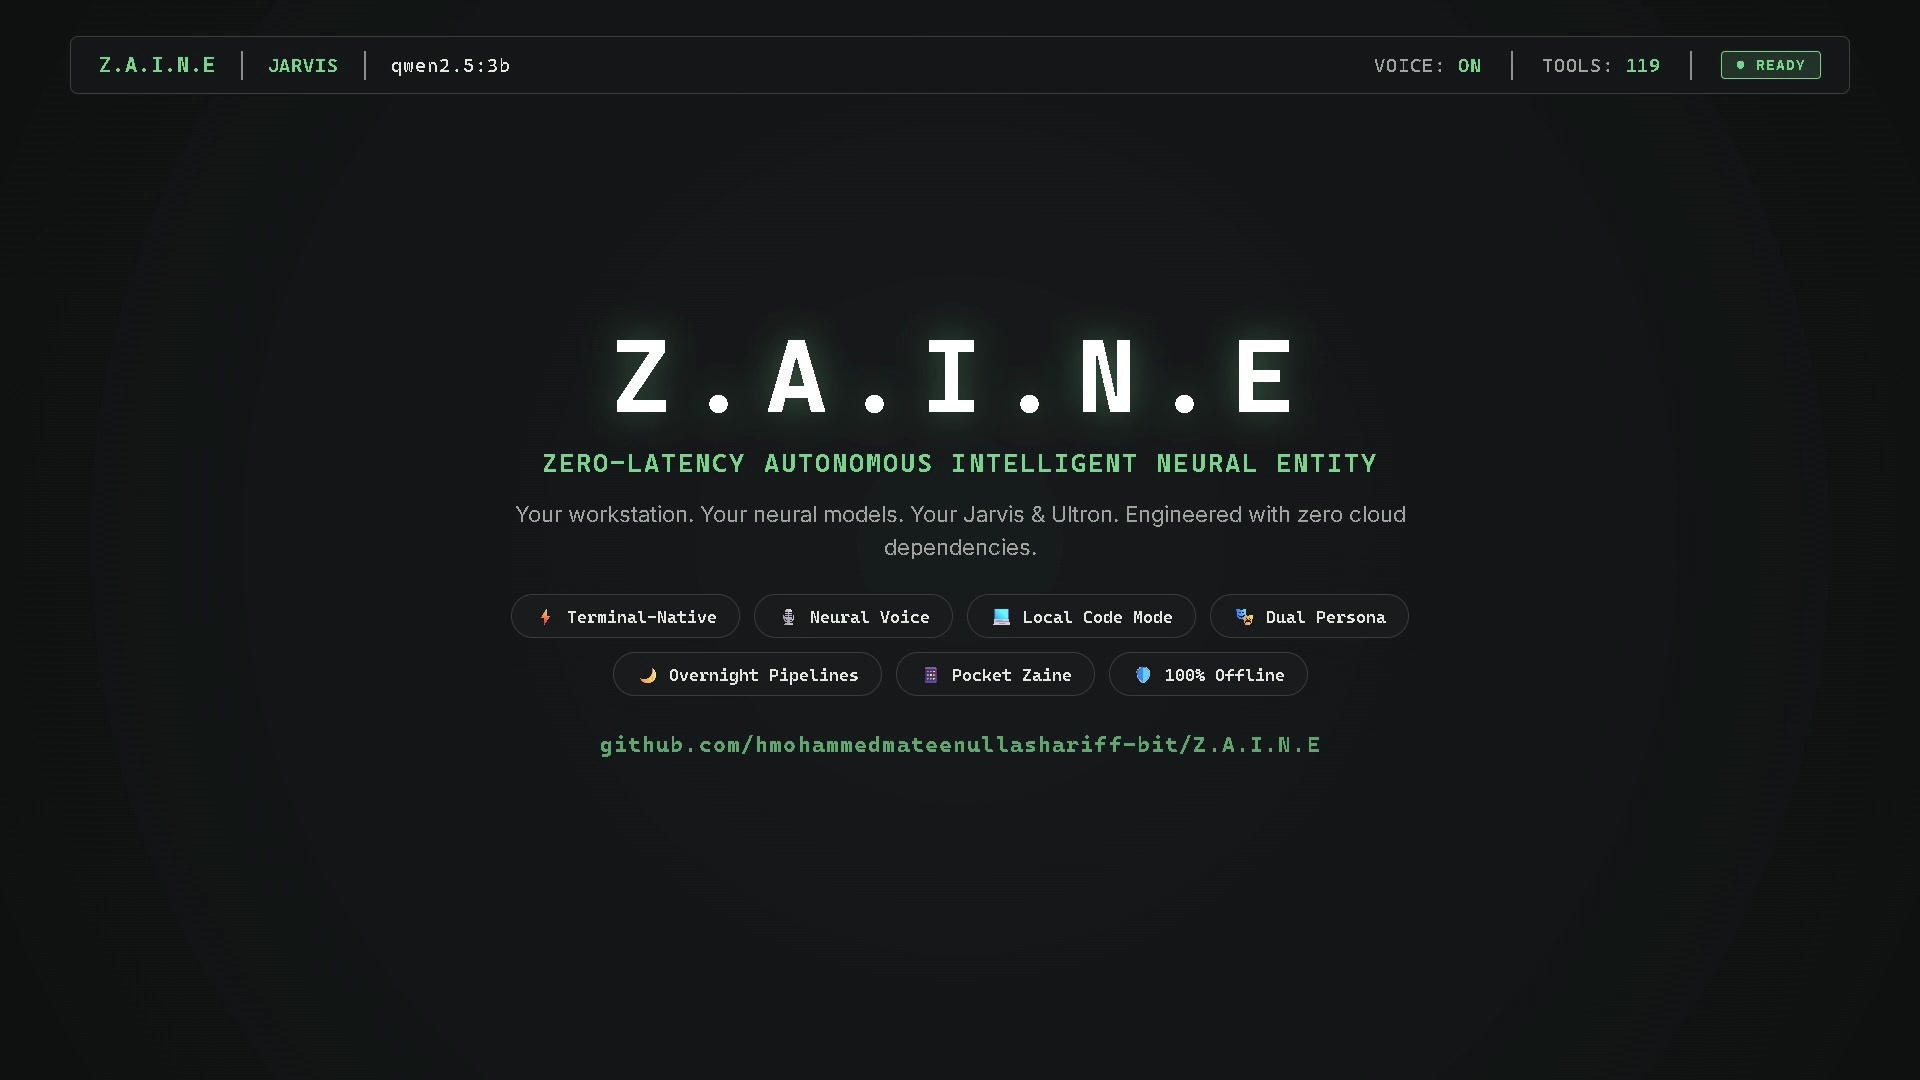 Z.A.I.N.E | JARVIS | qwen2.5:3b VOICE: ON | TOOLS: 119 | READY
Z.A.I.N.E
ZERO-LATENCY AUTONOMOUS INTELLIGENT NEURAL ENTITY
Your workstation. Your neural models. Your Jarvis & Ultron. Engineered with zero cloud
dependencies.
Terminal-Native Neural Voice Local Code Mode Dual Persona
Overnight Pipelines Pocket Zaine 100% Offline
github.com/hmohammedmateenullashariff-bit/Z.A.I.N.E